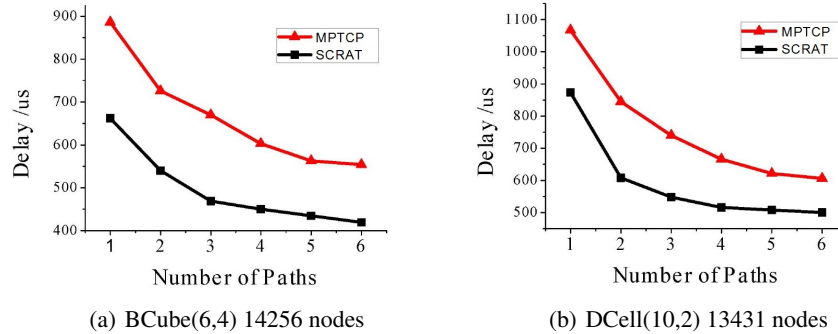 900
800
700
600
500
400
Delay /us
MPTCP
SCRAT
1 2 3 4 5 6
Number of Paths
(a) BCube(6,4) 14256 nodes
1100
1000
900
800
700
600
500
Delay /us
MPTCP
SCRAT
1 2 3 4 5 6
Number of Paths
(b) DCell(10,2) 13431 nodes